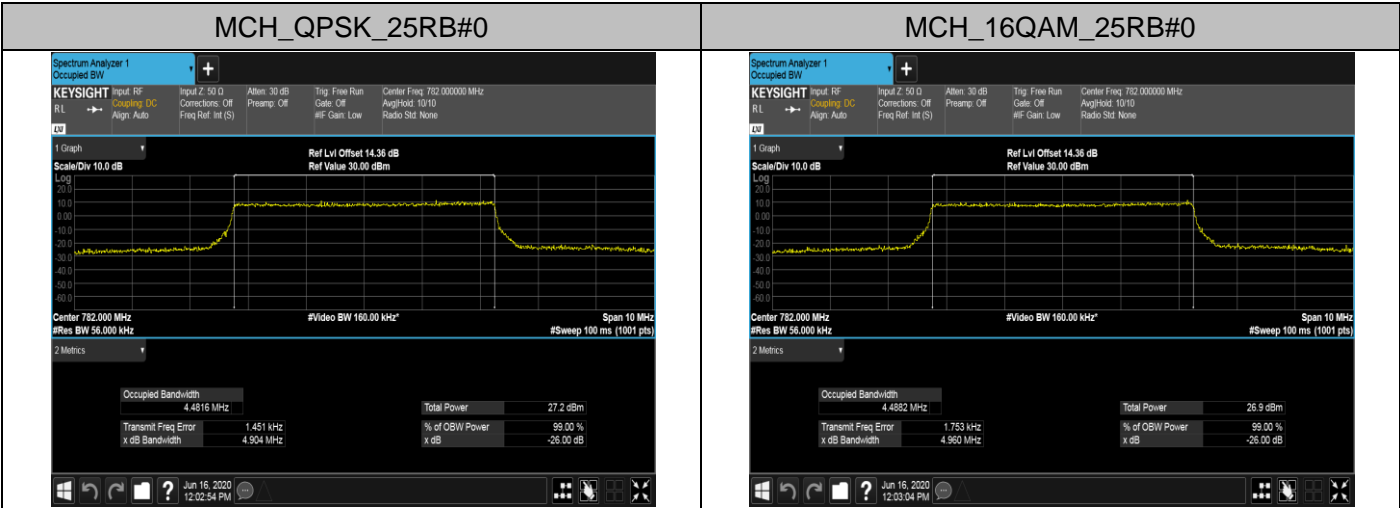 MCH_QPSK_25RB#0
Spectrum Analyzer 1
Occupied BW
+
KEYSIGHT Input: RF Input Z: 50 Ω Atten: 30 dB Trig: Free Run Center Freq: 782.000000 MHz
RL Coupling: DC Corrections: Off Preamp: Off Gate: Off Avg|Hold: 10/10
Align: Auto Freq Ref: Int (S) #IF Gain: Low Radio Std: None
LXI
1 Graph
Ref Lvl Offset 14.36 dB
Scale/Div 10.0 dB Ref Value 30.00 dBm
Log
20.0
10.0
0.00
-10.0
-20.0
-30.0
-40.0
-50.0
-60.0
Center 782.000 MHz #Video BW 160.00 kHz* Span 10 MHz
#Res BW 56.000 kHz #Sweep 100 ms (1001 pts)
2 Metrics
Occupied Bandwidth
4.4816 MHz Total Power 27.2 dBm
Transmit Freq Error 1.451 kHz % of OBW Power 99.00 %
x dB Bandwidth 4.904 MHz x dB -26.00 dB
? Jun 16, 2020
12:02:54 PM
MCH_16QAM_25RB#0
Spectrum Analyzer 1
Occupied BW
+
KEYSIGHT Input: RF Input Z: 50 Ω Atten: 30 dB Trig: Free Run Center Freq: 782.000000 MHz
RL Coupling: DC Corrections: Off Preamp: Off Gate: Off Avg|Hold: 10/10
Align: Auto Freq Ref: Int (S) #IF Gain: Low Radio Std: None
LXI
1 Graph
Ref Lvl Offset 14.36 dB
Scale/Div 10.0 dB Ref Value 30.00 dBm
Log
20.0
10.0
0.00
-10.0
-20.0
-30.0
-40.0
-50.0
-60.0
Center 782.000 MHz #Video BW 160.00 kHz* Span 10 MHz
#Res BW 56.000 kHz #Sweep 100 ms (1001 pts)
2 Metrics
Occupied Bandwidth
4.4882 MHz Total Power 26.9 dBm
Transmit Freq Error 1.753 kHz % of OBW Power 99.00 %
x dB Bandwidth 4.960 MHz x dB -26.00 dB
? Jun 16, 2020
12:03:04 PM